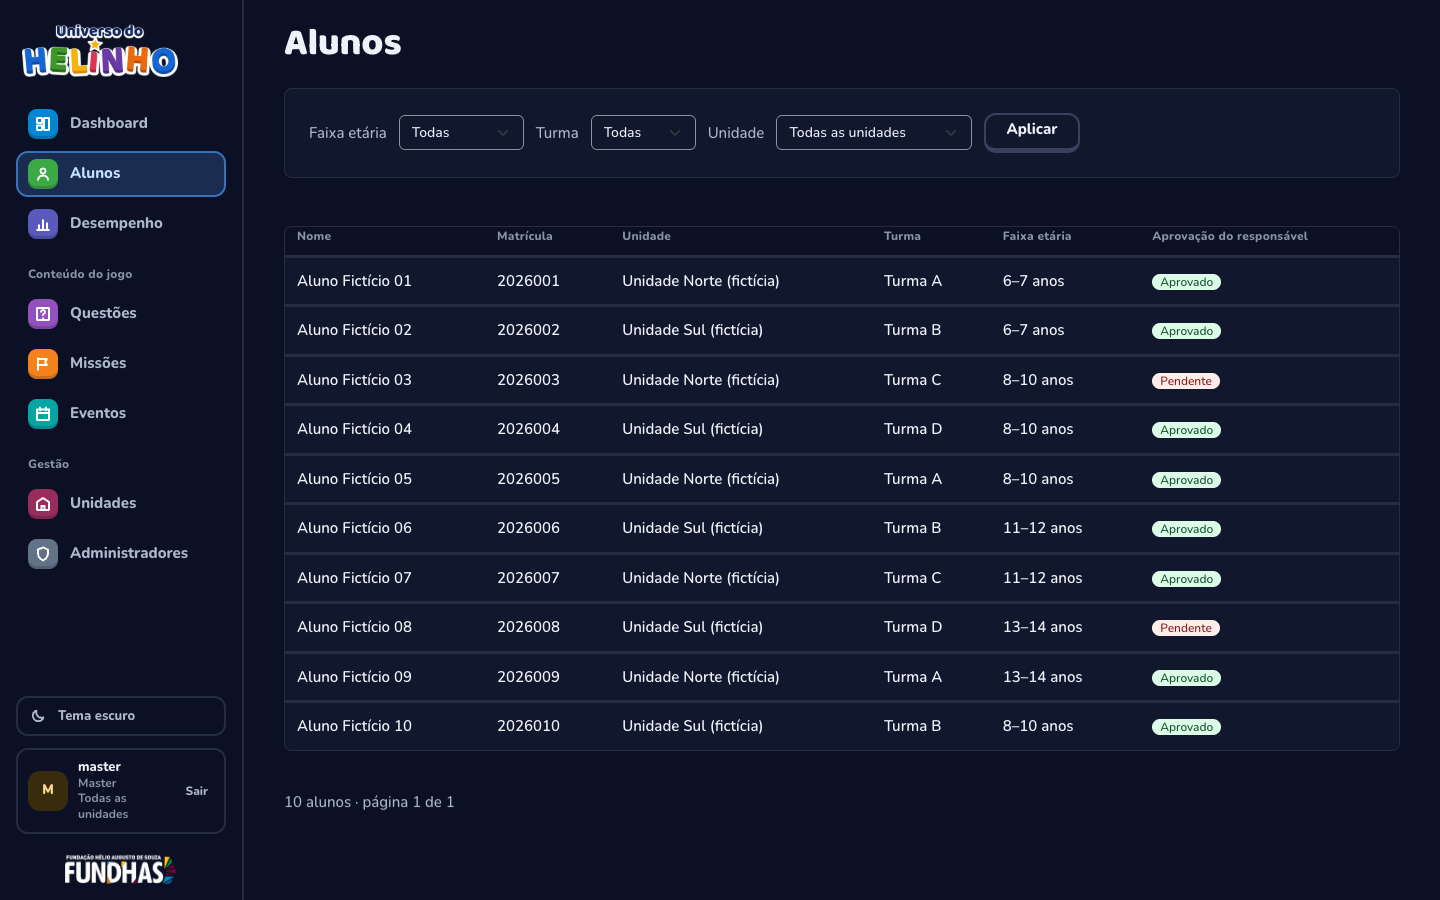 Universo do
HELINHO
Dashboard
Alunos
Desempenho
Conteúdo do jogo
Questões
Missões
Eventos
Gestão
Unidades
Administradores
Tema escuro
M
master
Master
Todas as
unidades
Sair
FUNDAÇÃO HÉLIO AUGUSTO DE SOUZA
FUNDHAS
Alunos
Faixa etária Todas Turma Todas Unidade Todas as unidades Aplicar
Nome Matrícula Unidade Turma Faixa etária Aprovação do responsável
Aluno Fictício 01 2026001 Unidade Norte (fictícia) Turma A 6–7 anos Aprovado
Aluno Fictício 02 2026002 Unidade Sul (fictícia) Turma B 6–7 anos Aprovado
Aluno Fictício 03 2026003 Unidade Norte (fictícia) Turma C 8–10 anos Pendente
Aluno Fictício 04 2026004 Unidade Sul (fictícia) Turma D 8–10 anos Aprovado
Aluno Fictício 05 2026005 Unidade Norte (fictícia) Turma A 8–10 anos Aprovado
Aluno Fictício 06 2026006 Unidade Sul (fictícia) Turma B 11–12 anos Aprovado
Aluno Fictício 07 2026007 Unidade Norte (fictícia) Turma C 11–12 anos Aprovado
Aluno Fictício 08 2026008 Unidade Sul (fictícia) Turma D 13–14 anos Pendente
Aluno Fictício 09 2026009 Unidade Norte (fictícia) Turma A 13–14 anos Aprovado
Aluno Fictício 10 2026010 Unidade Sul (fictícia) Turma B 8–10 anos Aprovado
10 alunos · página 1 de 1